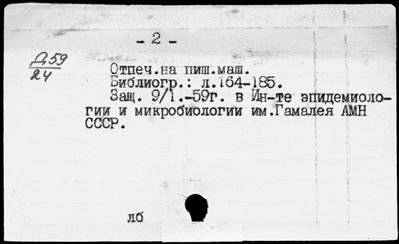 - 2 -
Д59
24
Отпеч.на пиш.маш.
Библиогр.: л.164-185.
Защ. 9/1.-59г. в Ин-те эпидемиоло-
гии и микробиологии им.Гамалея АМН
СССР.
лб